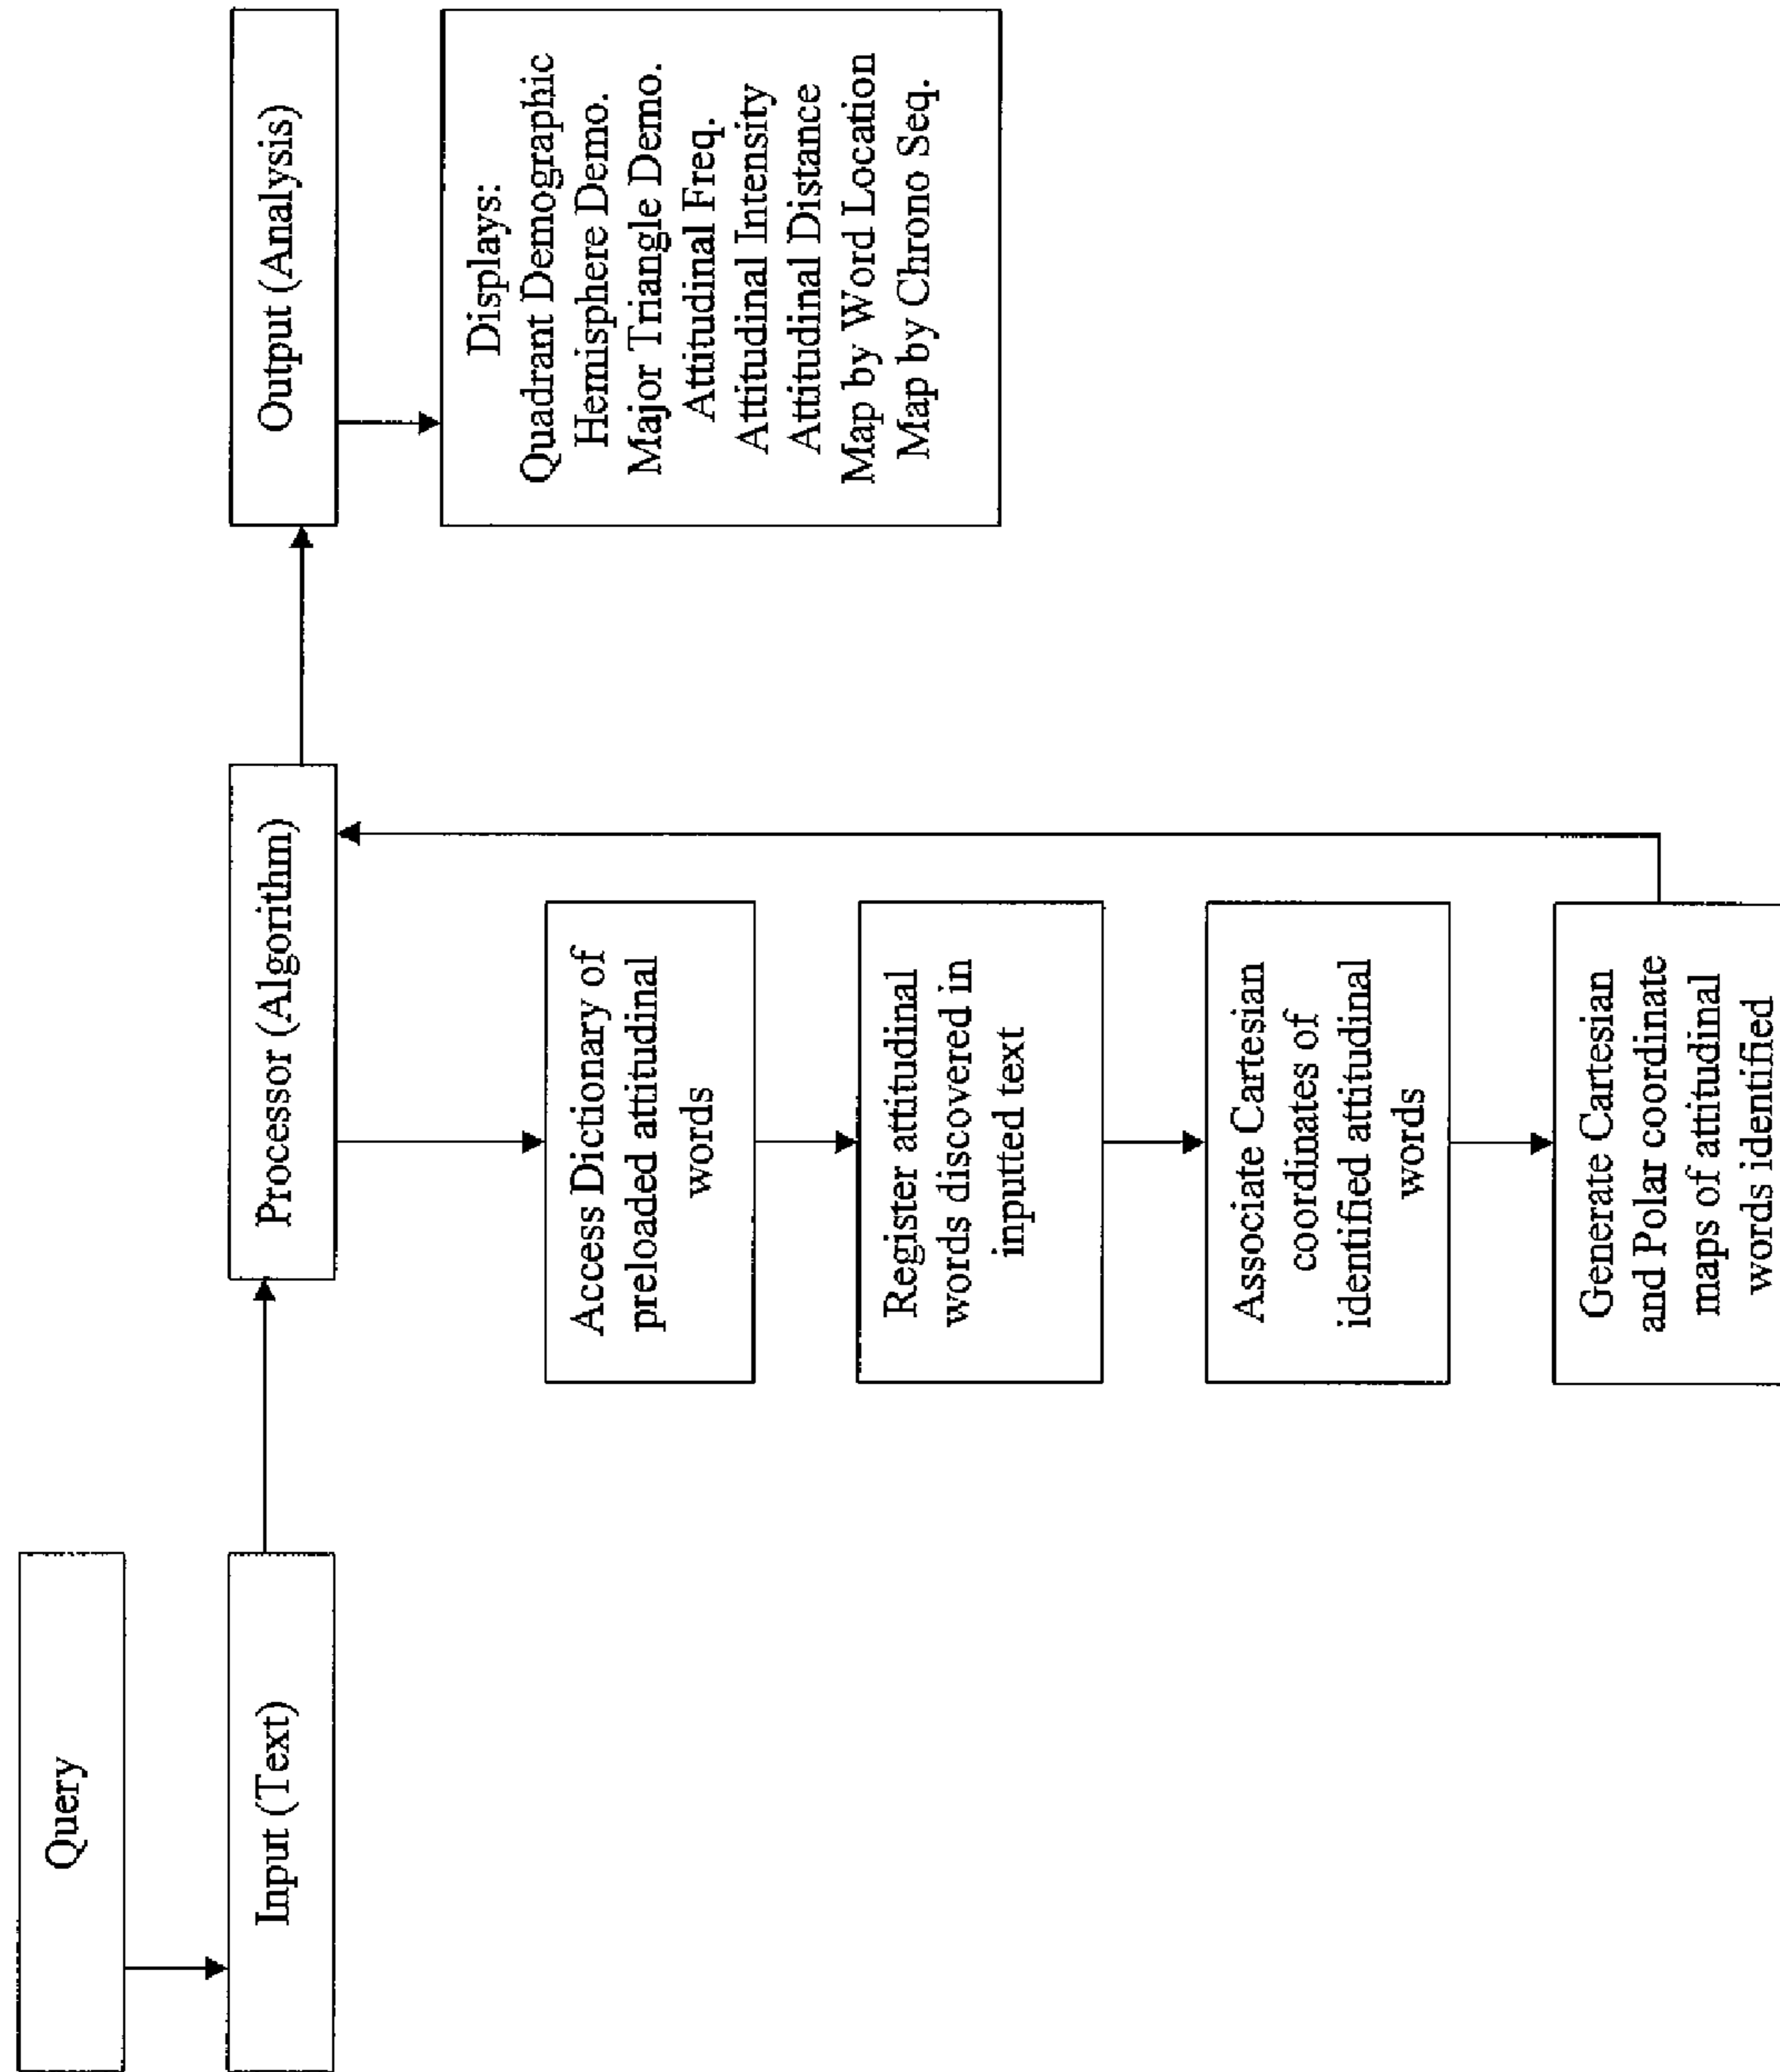 Query
Input (Text)
Processor (Algorithm)
Access Dictionary of
preloaded attitudinal
words
Register attitudinal
words discovered in
inputted text
Associate Cartesian
coordinates of
identified attitudinal
words
Generate Cartesian
and Polar coordinate
maps of attitudinal
words identified
Output (Analysis)
Displays:
Quadrant Demographic
Hemisphere Demo.
Major Triangle Demo.
Attitudinal Freq.
Attitudinal Intensity
Attitudinal Distance
Map by Word Location
Map by Chrono Seq.